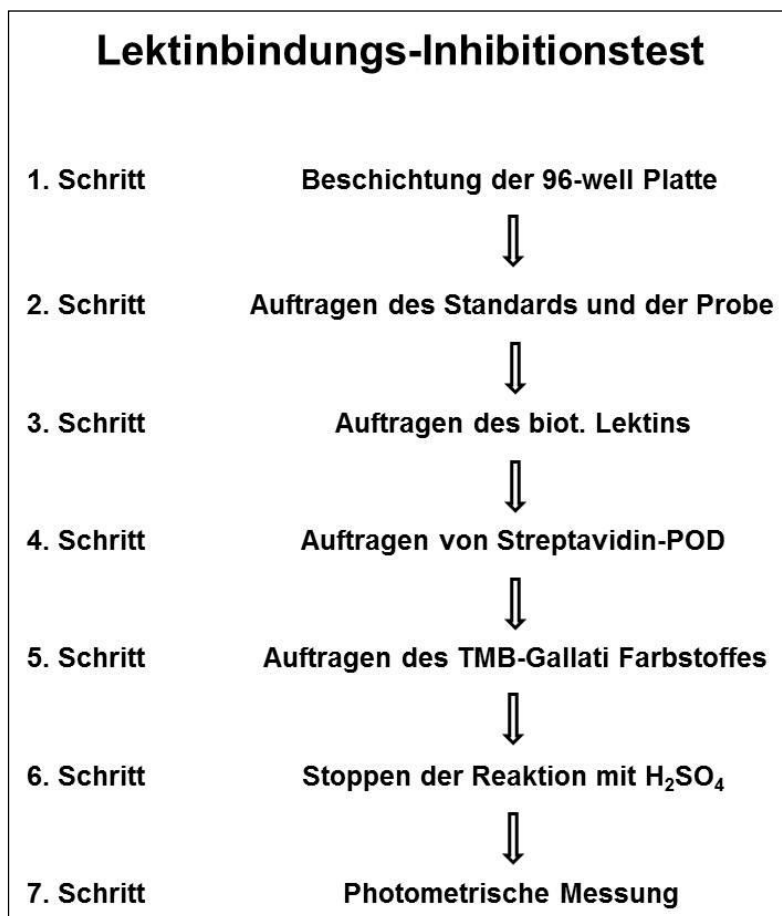 Lektinbindungs-Inhibitionstest
1. Schritt Beschichtung der 96-well Platte
2. Schritt Auftragen des Standards und der Probe
3. Schritt Auftragen des biot. Lektins
4. Schritt Auftragen von Streptavidin-POD
5. Schritt Auftragen des TMB-Gallati Farbstoffes
6. Schritt Stoppen der Reaktion mit H₂SO₄
7. Schritt Photometrische Messung